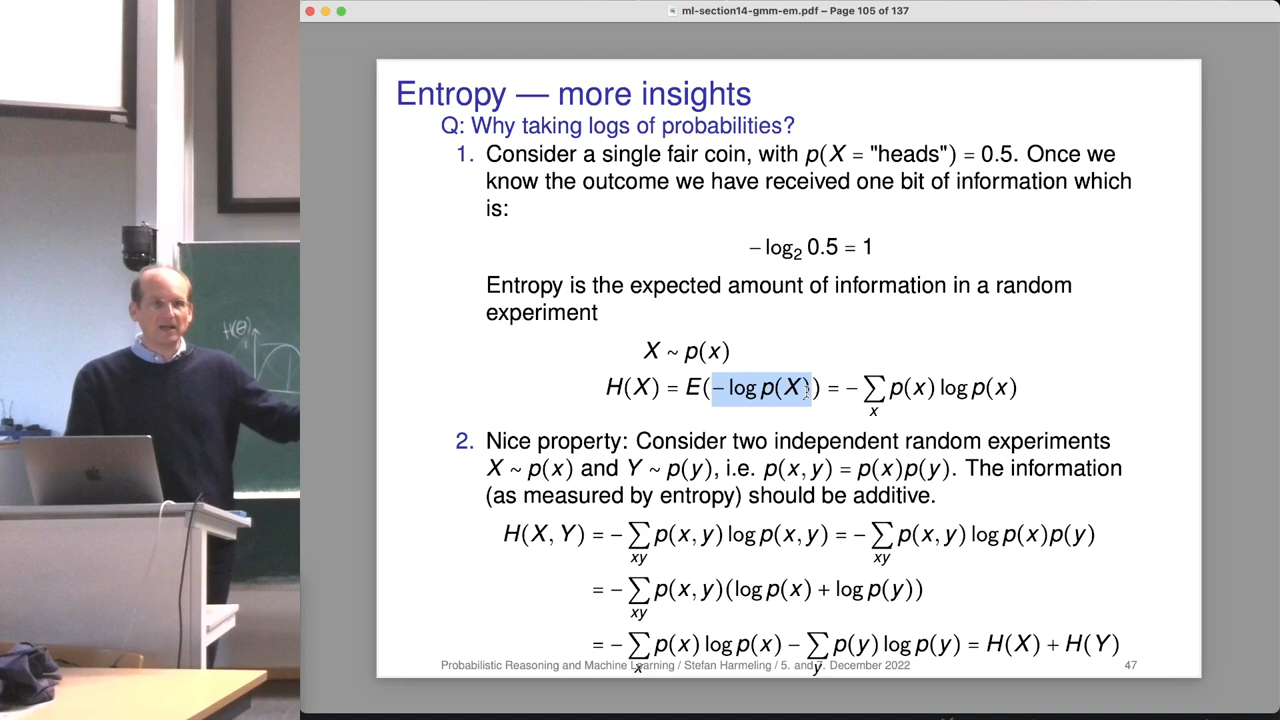 ml-section14-gmm-em.pdf – Page 105 of 137
Entropy — more insights
Q: Why taking logs of probabilities?
1. Consider a single fair coin, with p(X = "heads") = 0.5. Once we
know the outcome we have received one bit of information which
is:
− log₂ 0.5 = 1
Entropy is the expected amount of information in a random
experiment
X ~ p(x)
H(X) = E(− log p(X)) = − ∑ₓ p(x) log p(x)
2. Nice property: Consider two independent random experiments
X ~ p(x) and Y ~ p(y), i.e. p(x, y) = p(x)p(y). The information
(as measured by entropy) should be additive.
H(X, Y) = − ∑xy p(x, y) log p(x, y) = − ∑xy p(x, y) log p(x)p(y)
= − ∑xy p(x, y)(log p(x) + log p(y))
= − ∑x p(x) log p(x) − ∑y p(y) log p(y) = H(X) + H(Y)
Probabilistic Reasoning and Machine Learning / Stefan Harmeling / 5. and 7. December 2022
47